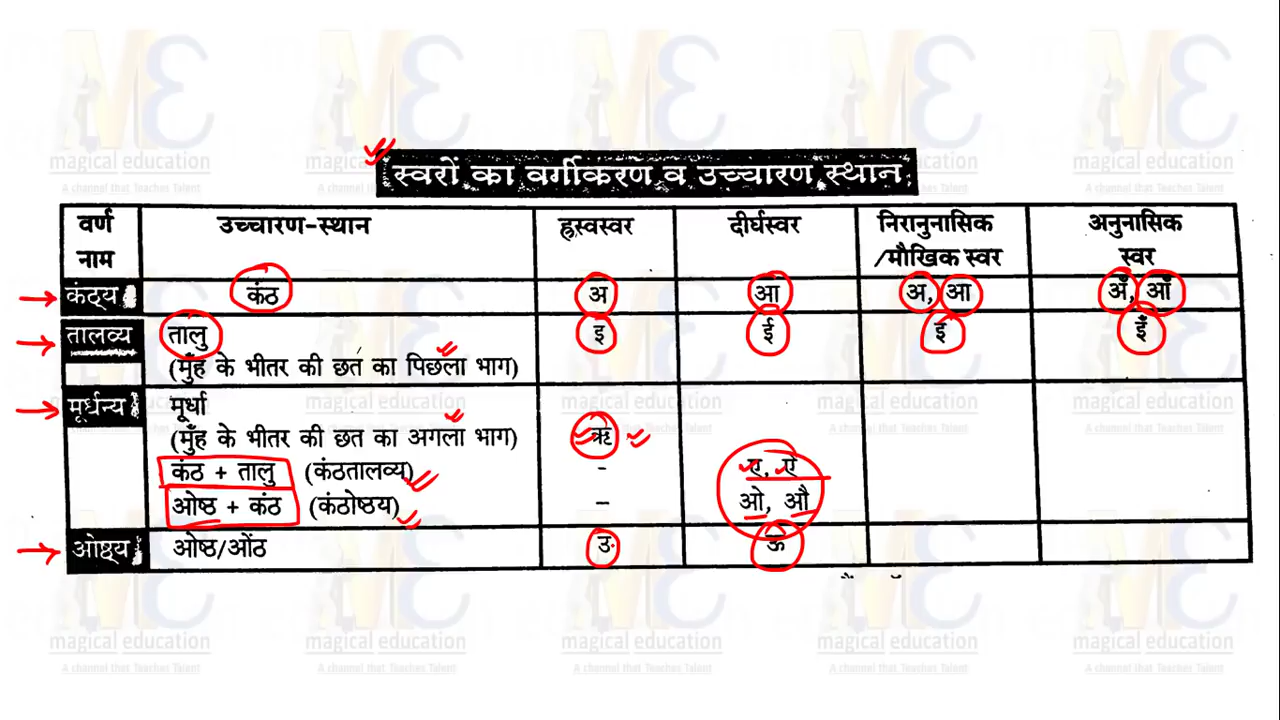 स्वरों का वर्गीकरण व उच्चारण स्थान
वर्ण नाम उच्चारण-स्थान ह्रस्वस्वर दीर्घस्वर निरानुनासिक /मौखिक स्वर अनुनासिक स्वर
कंठ्य कंठ अ आ अ, आ अँ, आँ
तालव्य तालु इ ई इ इँ
(मुँह के भीतर की छत का पिछला भाग)
मूर्धन्य मूर्धा
(मुँह के भीतर की छत का अगला भाग) ऋ
कंठ + तालु (कंठतालव्य) - ए, ऐ
ओष्ठ + कंठ (कंठोष्ठय) - ओ, औ
ओष्ठ्य ओष्ठ/ओंठ उ ऊ
magical education
A channel that Teaches Talent